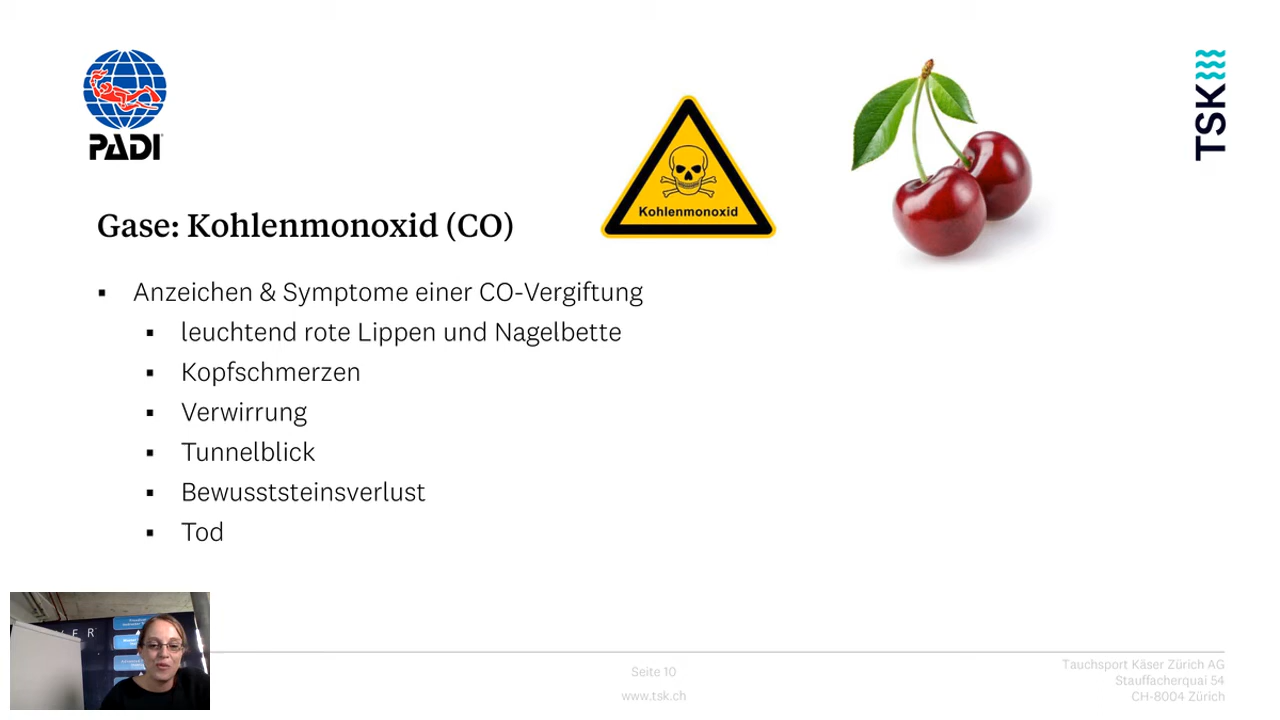 PADI
TSK
Kohlenmonoxid
Gase: Kohlenmonoxid (CO)
Anzeichen & Symptome einer CO-Vergiftung
leuchtend rote Lippen und Nagelbette
Kopfschmerzen
Verwirrung
Tunnelblick
Bewusststeinsverlust
Tod
Seite 10
www.tsk.ch
Tauchsport Käser Zürich AG
Stauffacherquai 54
CH-8004 Zürich